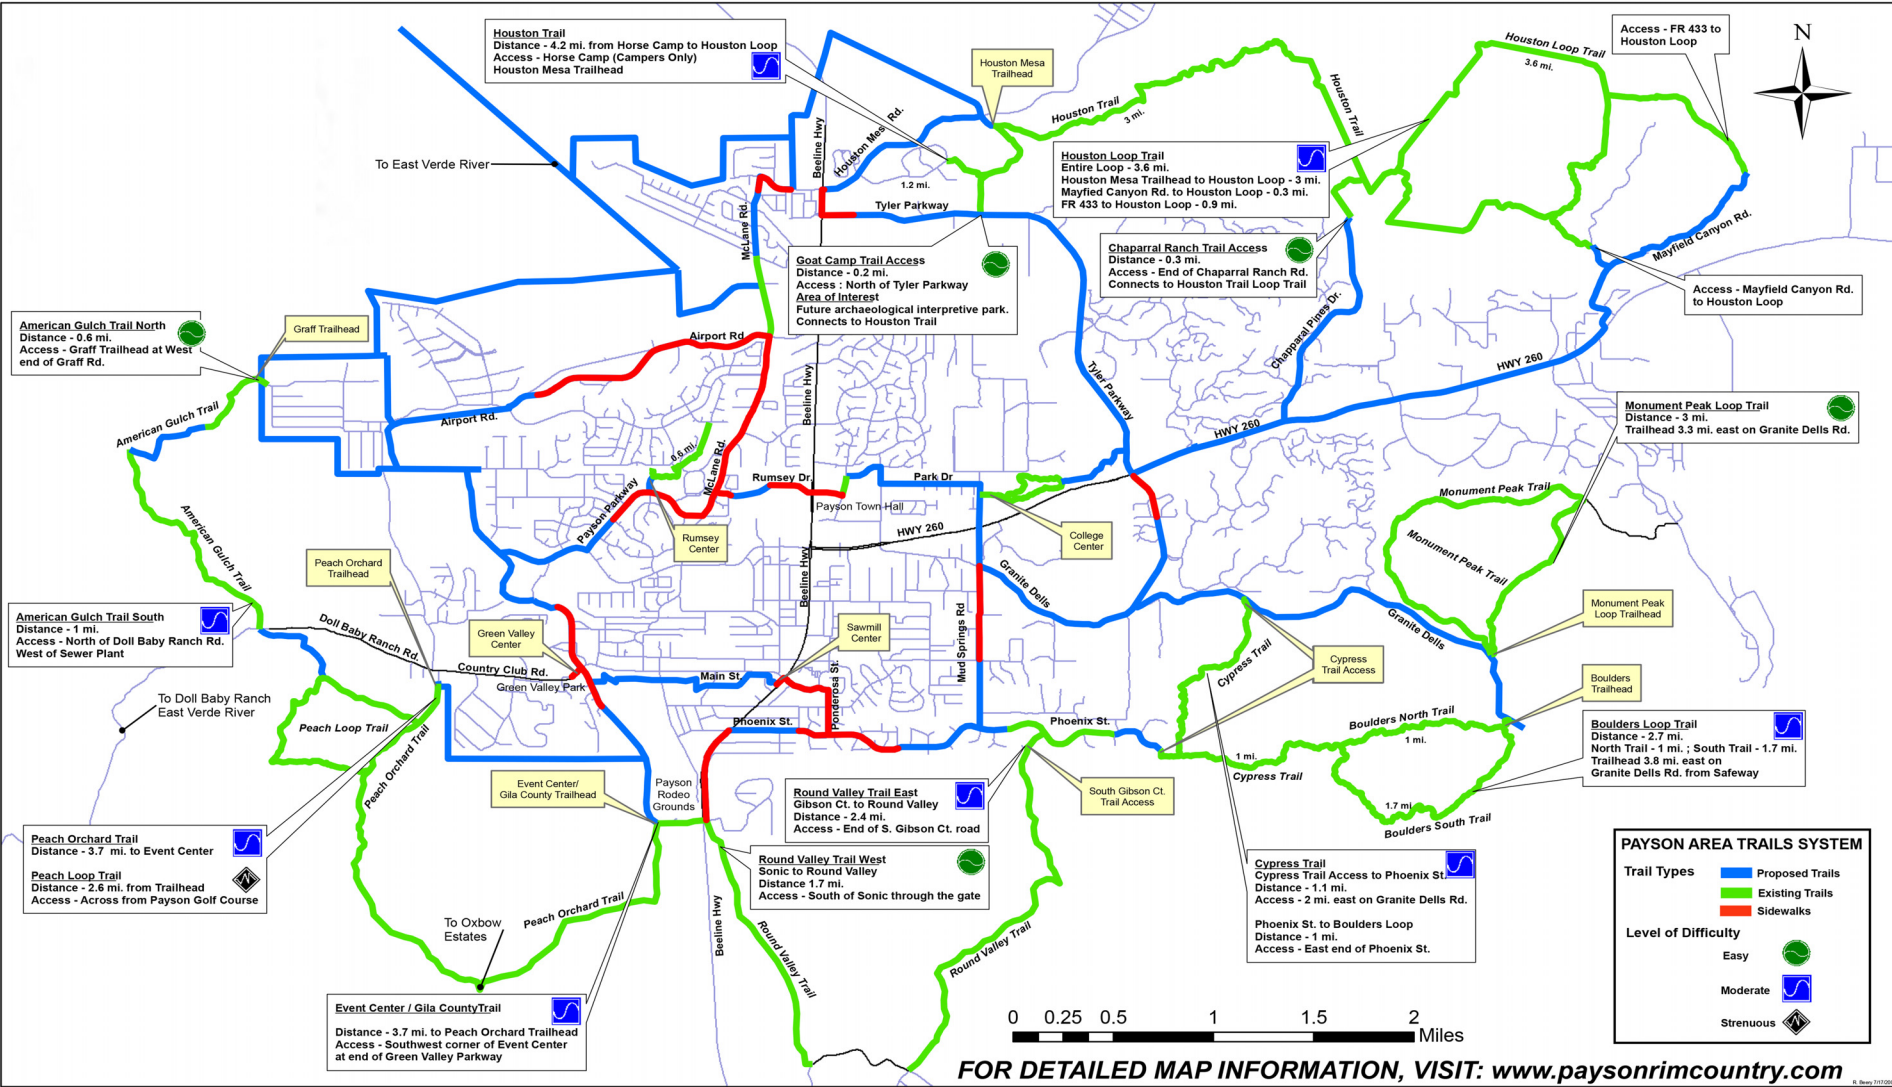 Houston Trail
Distance - 4.2 mi. from Horse Camp to Houston Loop
Access - Horse Camp (Campers Only)
Houston Mesa Trailhead
Houston Mesa
Trailhead
Houston Loop Trail
3.6 mi.
Access - FR 433 to
Houston Loop
N
Houston Trail
3 mi.
Houston Trail
Beeline Hwy
Houston Mesa Rd.
To East Verde River
1.2 mi.
Tyler Parkway
McLane Rd.
Houston Loop Trail
Entire Loop - 3.6 mi.
Houston Mesa Trailhead to Houston Loop - 3 mi.
Mayfied Canyon Rd. to Houston Loop - 0.3 mi.
FR 433 to Houston Loop - 0.9 mi.
Mayfield Canyon Rd.
Goat Camp Trail Access
Distance - 0.2 mi.
Access : North of Tyler Parkway
Area of Interest
Future archaeological interpretive park.
Connects to Houston Trail
Chaparral Ranch Trail Access
Distance - 0.3 mi.
Access - End of Chaparral Ranch Rd.
Connects to Houston Trail Loop Trail
Access - Mayfield Canyon Rd.
to Houston Loop
American Gulch Trail North
Distance - 0.6 mi.
Access - Graff Trailhead at West
end of Graff Rd.
Graff Trailhead
Airport Rd.
Chapparal Pines Dr.
HWY 260
Tyler Parkway
Beeline Hwy
American Gulch Trail
Airport Rd.
HWY 260
Monument Peak Loop Trail
Distance - 3 mi.
Trailhead 3.3 mi. east on Granite Dells Rd.
0.6 mi.
McLane Rd.
Rumsey Dr.
Park Dr
Payson Parkway
Payson Town Hall
HWY 260
Monument Peak Trail
American Gulch Trail
Rumsey
Center
College
Center
Monument Peak Trail
Peach Orchard
Trailhead
Beeline Hwy
Granite Dells
Mud Springs Rd
American Gulch Trail South
Distance - 1 mi.
Access - North of Doll Baby Ranch Rd.
West of Sewer Plant
Doll Baby Ranch Rd.
Green Valley
Center
Sawmill
Center
Granite Dells
Monument Peak
Loop Trailhead
Country Club Rd.
Green Valley Park
Main St.
Ponderosa St.
Cypress Trail
Cypress
Trail Access
Boulders
Trailhead
To Doll Baby Ranch
East Verde River
Peach Loop Trail
Peach Orchard Trail
Phoenix St.
Phoenix St.
Boulders North Trail
1 mi.
1 mi.
Cypress Trail
Boulders Loop Trail
Distance - 2.7 mi.
North Trail - 1 mi. ; South Trail - 1.7 mi.
Trailhead 3.8 mi. east on
Granite Dells Rd. from Safeway
1.7 mi.
Boulders South Trail
Event Center/
Gila County Trailhead
Payson
Rodeo
Grounds
Round Valley Trail East
Gibson Ct. to Round Valley
Distance - 2.4 mi.
Access - End of S. Gibson Ct. road
South Gibson Ct.
Trail Access
Peach Orchard Trail
Distance - 3.7 mi. to Event Center
Peach Loop Trail
Distance - 2.6 mi. from Trailhead
Access - Across from Payson Golf Course
Round Valley Trail West
Sonic to Round Valley
Distance 1.7 mi.
Access - South of Sonic through the gate
Cypress Trail
Cypress Trail Access to Phoenix St.
Distance - 1.1 mi.
Access - 2 mi. east on Granite Dells Rd.
Phoenix St. to Boulders Loop
Distance - 1 mi.
Access - East end of Phoenix St.
To Oxbow
Estates
Peach Orchard Trail
Beeline Hwy
Round Valley Trail
Round Valley Trail
Event Center / Gila CountyTrail
Distance - 3.7 mi. to Peach Orchard Trailhead
Access - Southwest corner of Event Center
at end of Green Valley Parkway
PAYSON AREA TRAILS SYSTEM
Trail Types
Proposed Trails
Existing Trails
Sidewalks
Level of Difficulty
Easy
Moderate
Strenuous
0 0.25 0.5 1 1.5 2
Miles
FOR DETAILED MAP INFORMATION, VISIT: www.paysonrimcountry.com